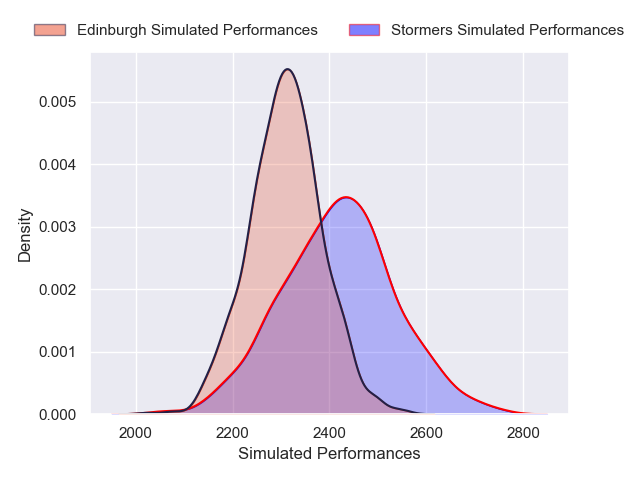 Edinburgh Simulated Performances Stormers Simulated Performances
0.005
0.004
0.003
0.002
0.001
0.000
Density
2000 2200 2400 2600 2800
Simulated Performances